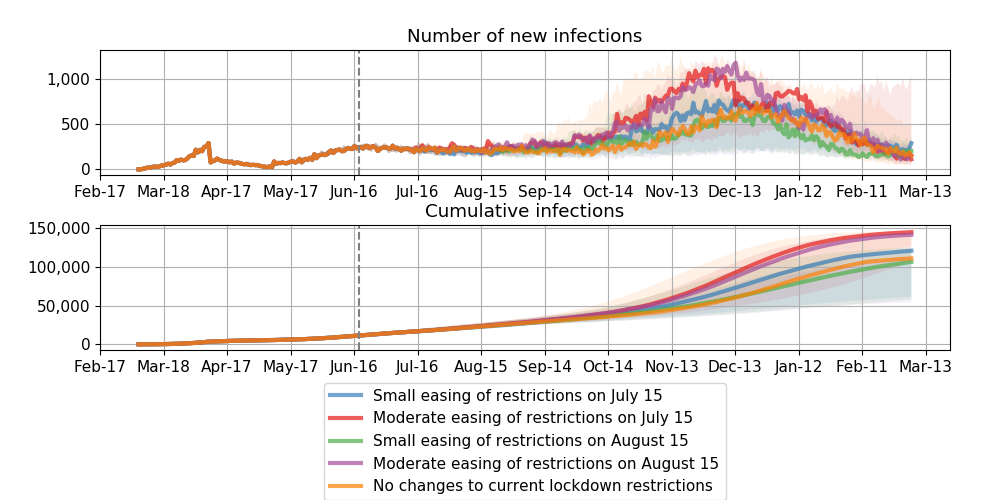 Number of new infections
1,000
500
0
Feb-17 Mar-18 Apr-17 May-17 Jun-16 Jul-16 Aug-15 Sep-14 Oct-14 Nov-13 Dec-13 Jan-12 Feb-11 Mar-13
Cumulative infections
150,000
100,000
50,000
0
Feb-17 Mar-18 Apr-17 May-17 Jun-16 Jul-16 Aug-15 Sep-14 Oct-14 Nov-13 Dec-13 Jan-12 Feb-11 Mar-13
Small easing of restrictions on July 15
Moderate easing of restrictions on July 15
Small easing of restrictions on August 15
Moderate easing of restrictions on August 15
No changes to current lockdown restrictions